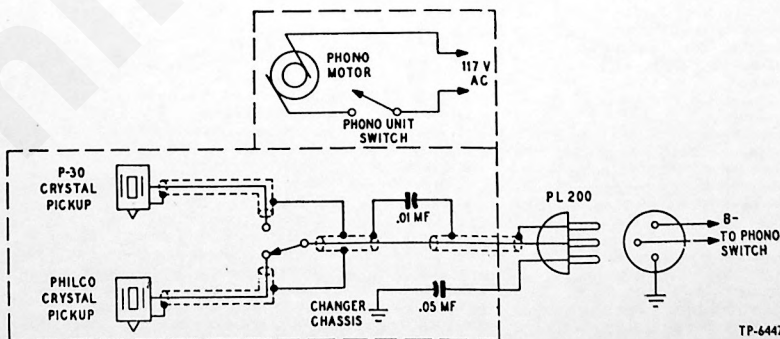 PHONO
MOTOR
117 V
AC
PHONO UNIT
SWITCH
P-30
CRYSTAL
PICKUP
.01 MF
PL 200
B-
TO PHONO
SWITCH
PHILCO
CRYSTAL
PICKUP
CHANGER
CHASSIS
.05 MF